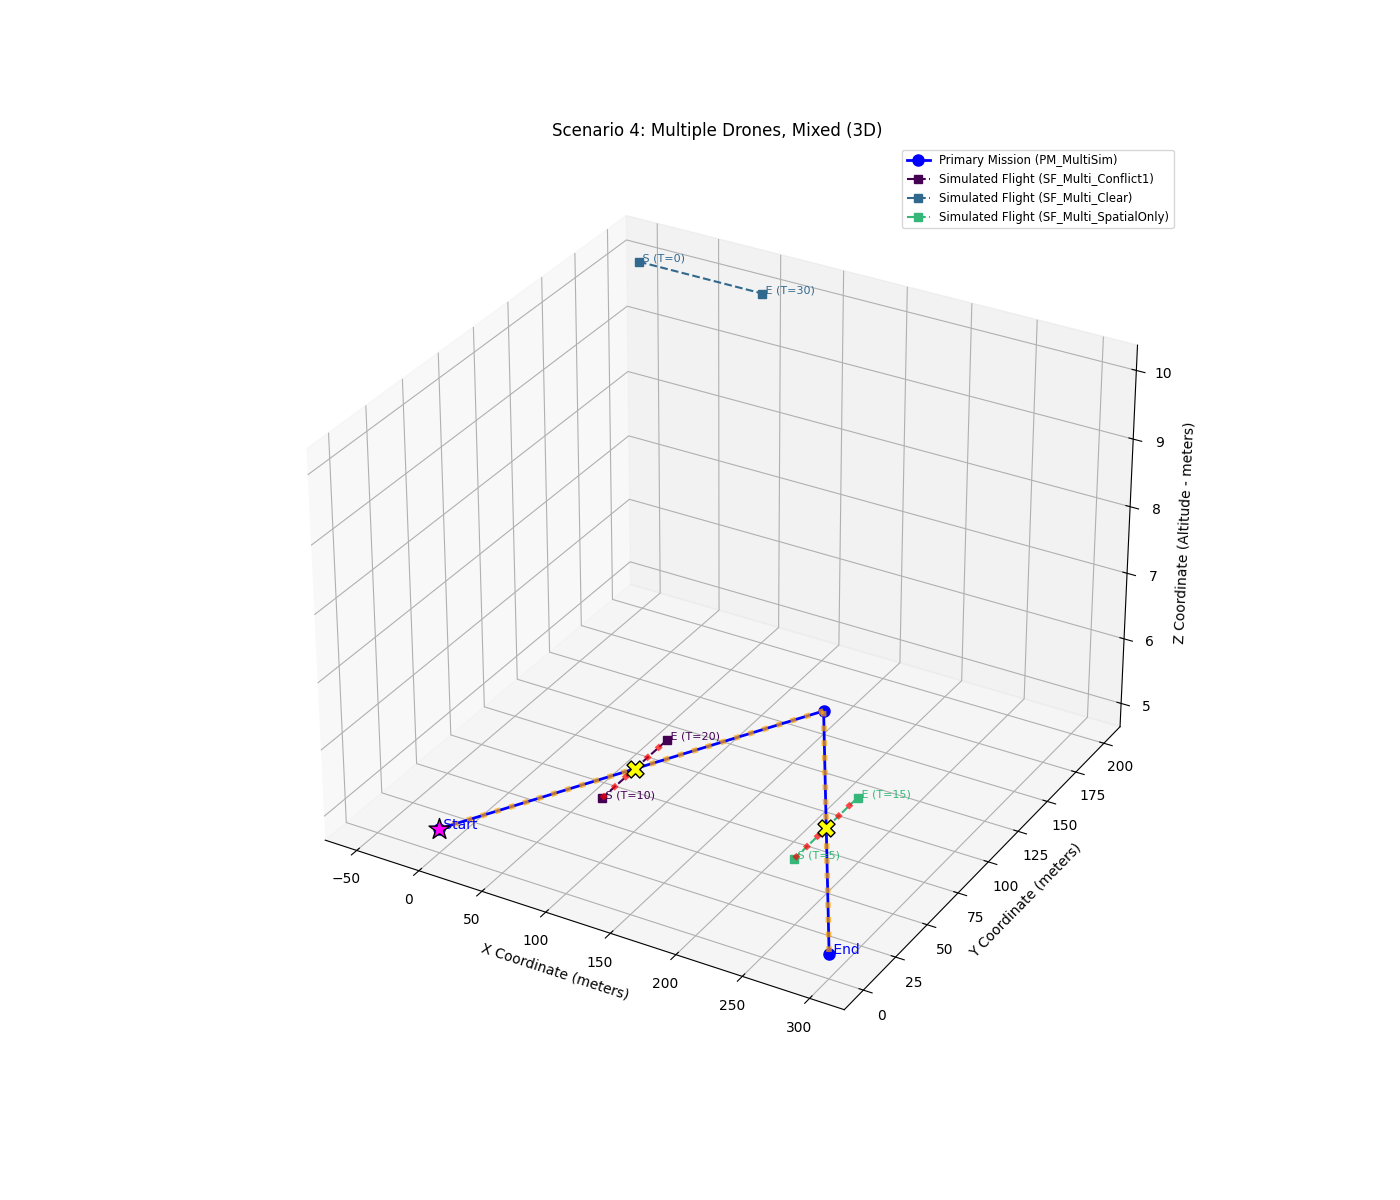 Scenario 4: Multiple Drones, Mixed (3D)
Primary Mission (PM_MultiSim)
Simulated Flight (SF_Multi_Conflict1)
Simulated Flight (SF_Multi_Clear)
Simulated Flight (SF_Multi_SpatialOnly)
S (T=0)
E (T=30)
10
9
8
7
6
5
Z Coordinate (Altitude - meters)
E (T=20)
S (T=10)
Start
E (T=15)
S (T=5)
End
−50
0
50
100
150
200
250
300
X Coordinate (meters)
0
25
50
75
100
125
150
175
200
Y Coordinate (meters)